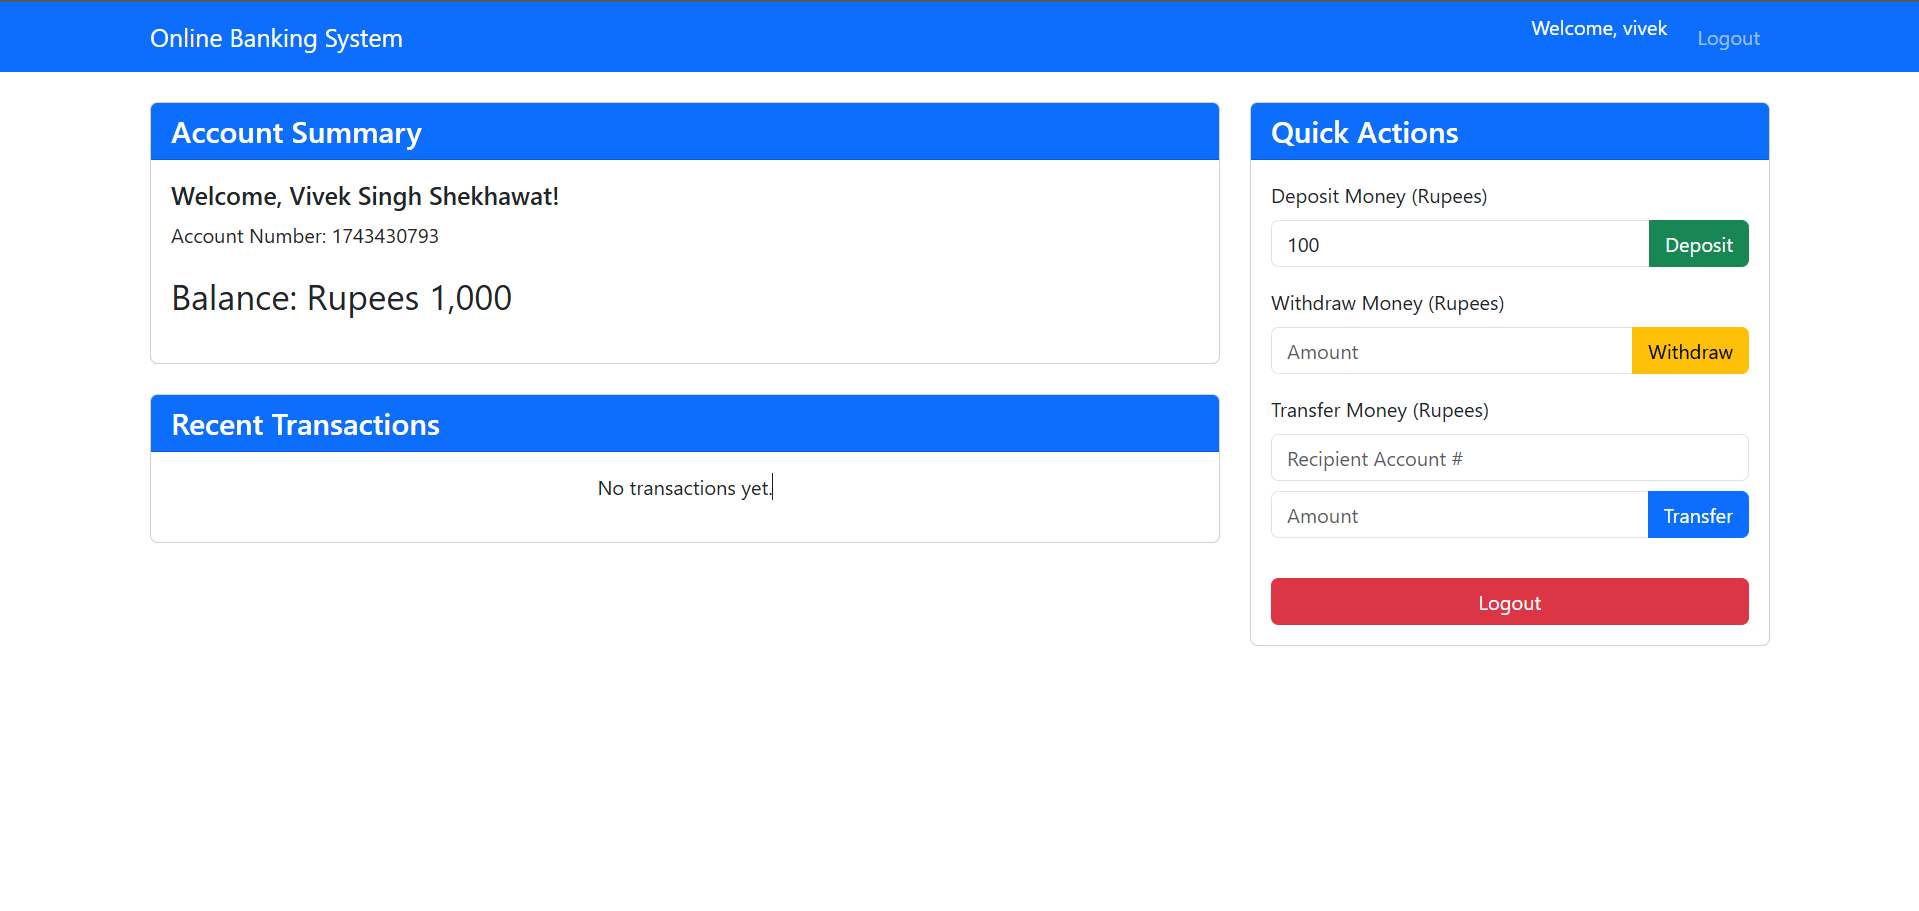 Online Banking System
Welcome, vivek
Logout
Account Summary
Welcome, Vivek Singh Shekhawat!
Account Number: 1743430793
Balance: Rupees 1,000
Recent Transactions
No transactions yet.
Quick Actions
Deposit Money (Rupees)
100 Deposit
Withdraw Money (Rupees)
Amount Withdraw
Transfer Money (Rupees)
Recipient Account #
Amount Transfer
Logout